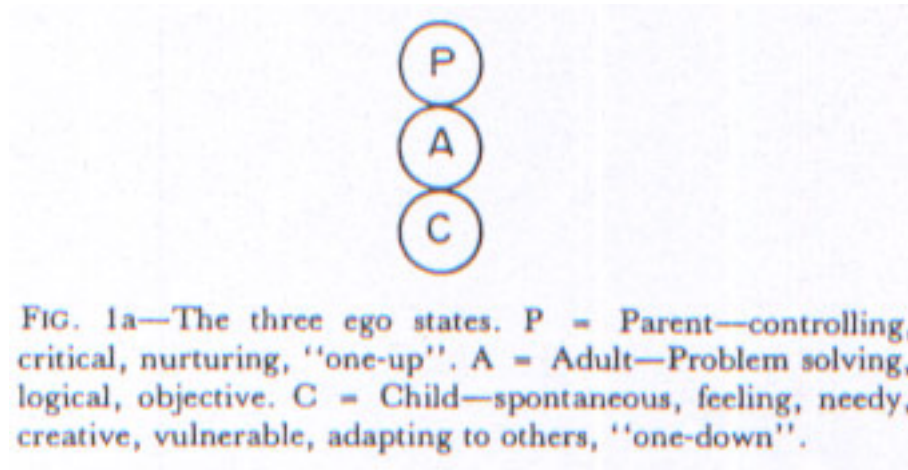 P
A
C
FIG. 1a—The three ego states. P = Parent—controlling,
critical, nurturing, ‘‘one-up’’. A = Adult—Problem solving,
logical, objective. C = Child—spontaneous, feeling, needy,
creative, vulnerable, adapting to others, ‘‘one-down’’.